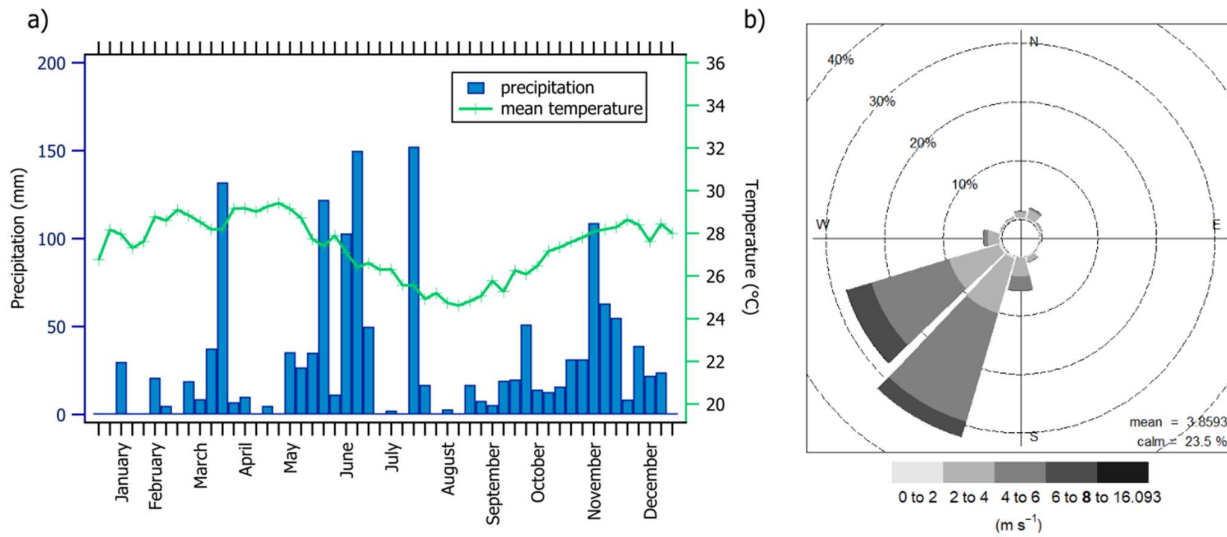 a)
200
150
100
50
0
Precipitation (mm)
precipitation
mean temperature
36
34
32
30
28
26
24
22
20
Temperature (°C)
January
February
March
April
May
June
July
August
September
October
November
December
b)
N
40%
30%
20%
10%
W
E
S
mean = 3.8593
calm = 23.5 %
0 to 2 2 to 4 4 to 6 6 to 8 to 16.093
(m s⁻¹)